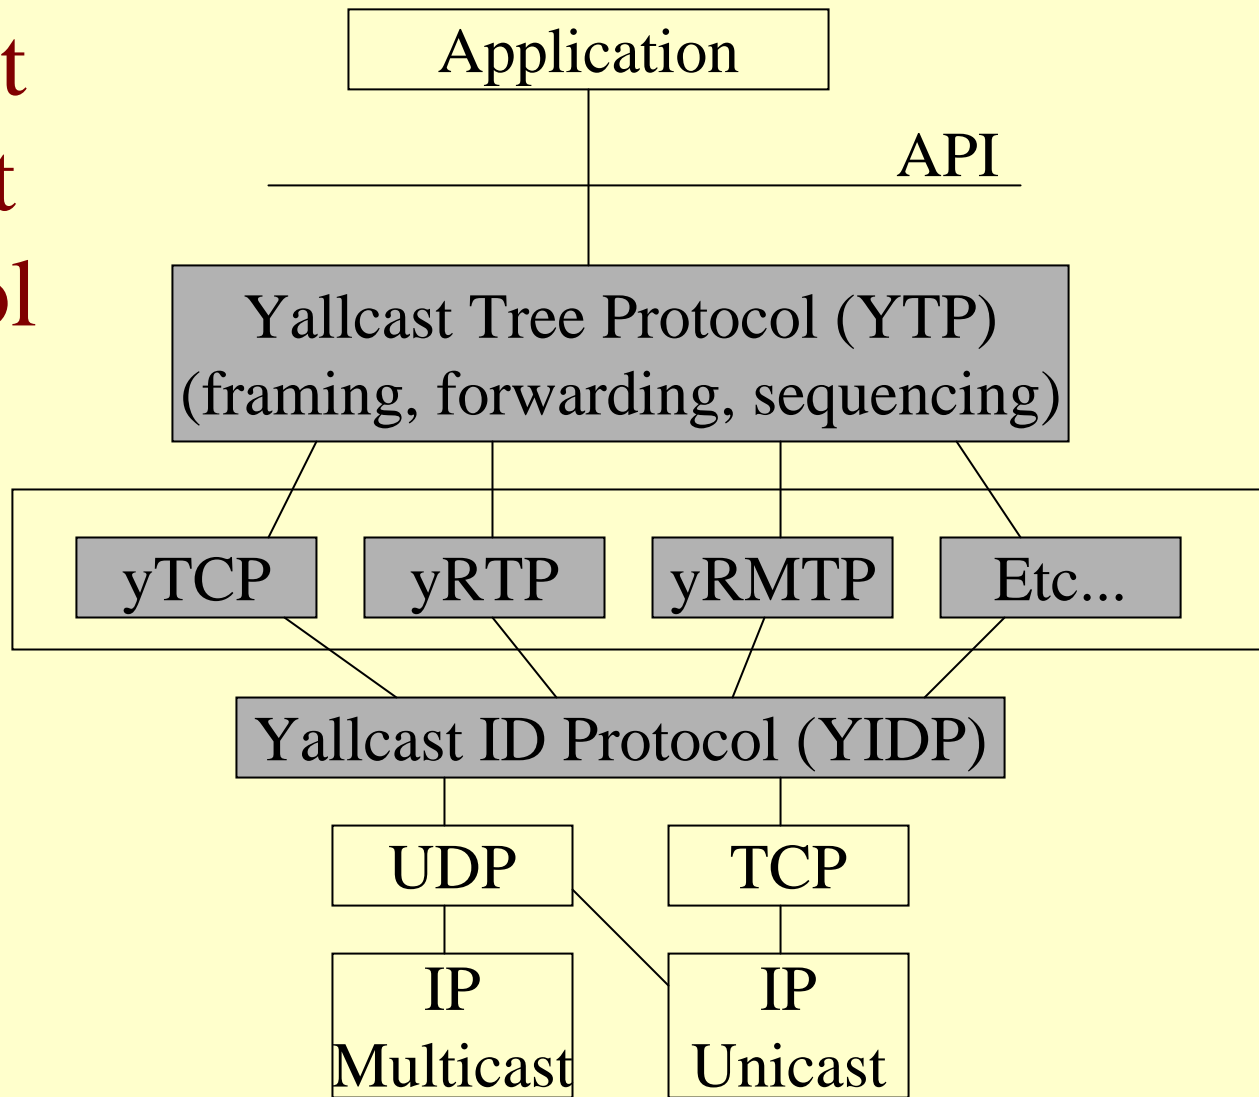 Application
API
Yallcast Tree Protocol (YTP)
(framing, forwarding, sequencing)
yTCP
yRTP
yRMTP
Etc...
Yallcast ID Protocol (YIDP)
UDP
TCP
IP
Multicast
IP
Unicast